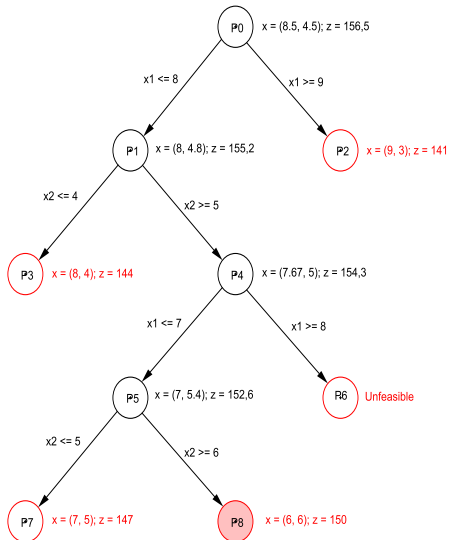 P0 x = (8.5, 4.5); z = 156,5
x1 <= 8 x1 >= 9
P1 x = (8, 4.8); z = 155,2 P2 x = (9, 3); z = 141
x2 <= 4 x2 >= 5
P3 x = (8, 4); z = 144 P4 x = (7.67, 5); z = 154,3
x1 <= 7 x1 >= 8
P5 x = (7, 5.4); z = 152,6 P6 Unfeasible
x2 <= 5 x2 >= 6
P7 x = (7, 5); z = 147 P8 x = (6, 6); z = 150